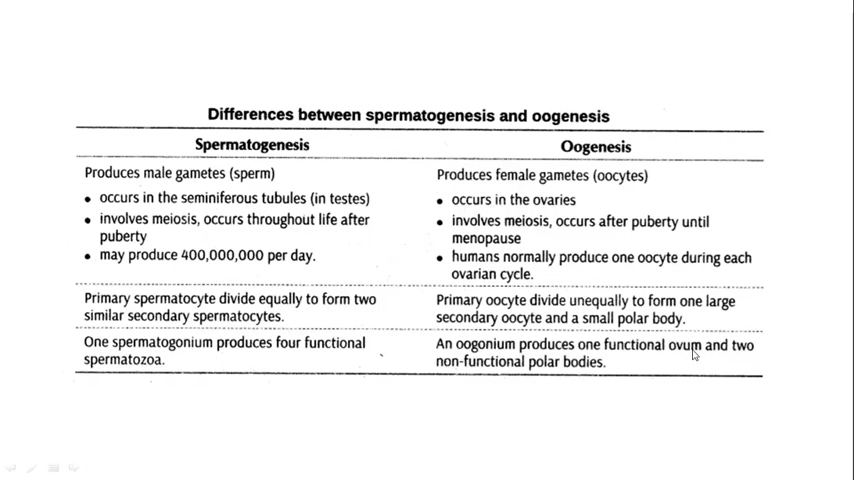 Differences between spermatogenesis and oogenesis
Spermatogenesis
Produces male gametes (sperm)
• occurs in the seminiferous tubules (in testes)
• involves meiosis, occurs throughout life after
puberty
• may produce 400,000,000 per day.
Primary spermatocyte divide equally to form two
similar secondary spermatocytes.
One spermatogonium produces four functional
spermatozoa.
Oogenesis
Produces female gametes (oocytes)
• occurs in the ovaries
• involves meiosis, occurs after puberty until
menopause
• humans normally produce one oocyte during each
ovarian cycle.
Primary oocyte divide unequally to form one large
secondary oocyte and a small polar body.
An oogonium produces one functional ovum and two
non-functional polar bodies.